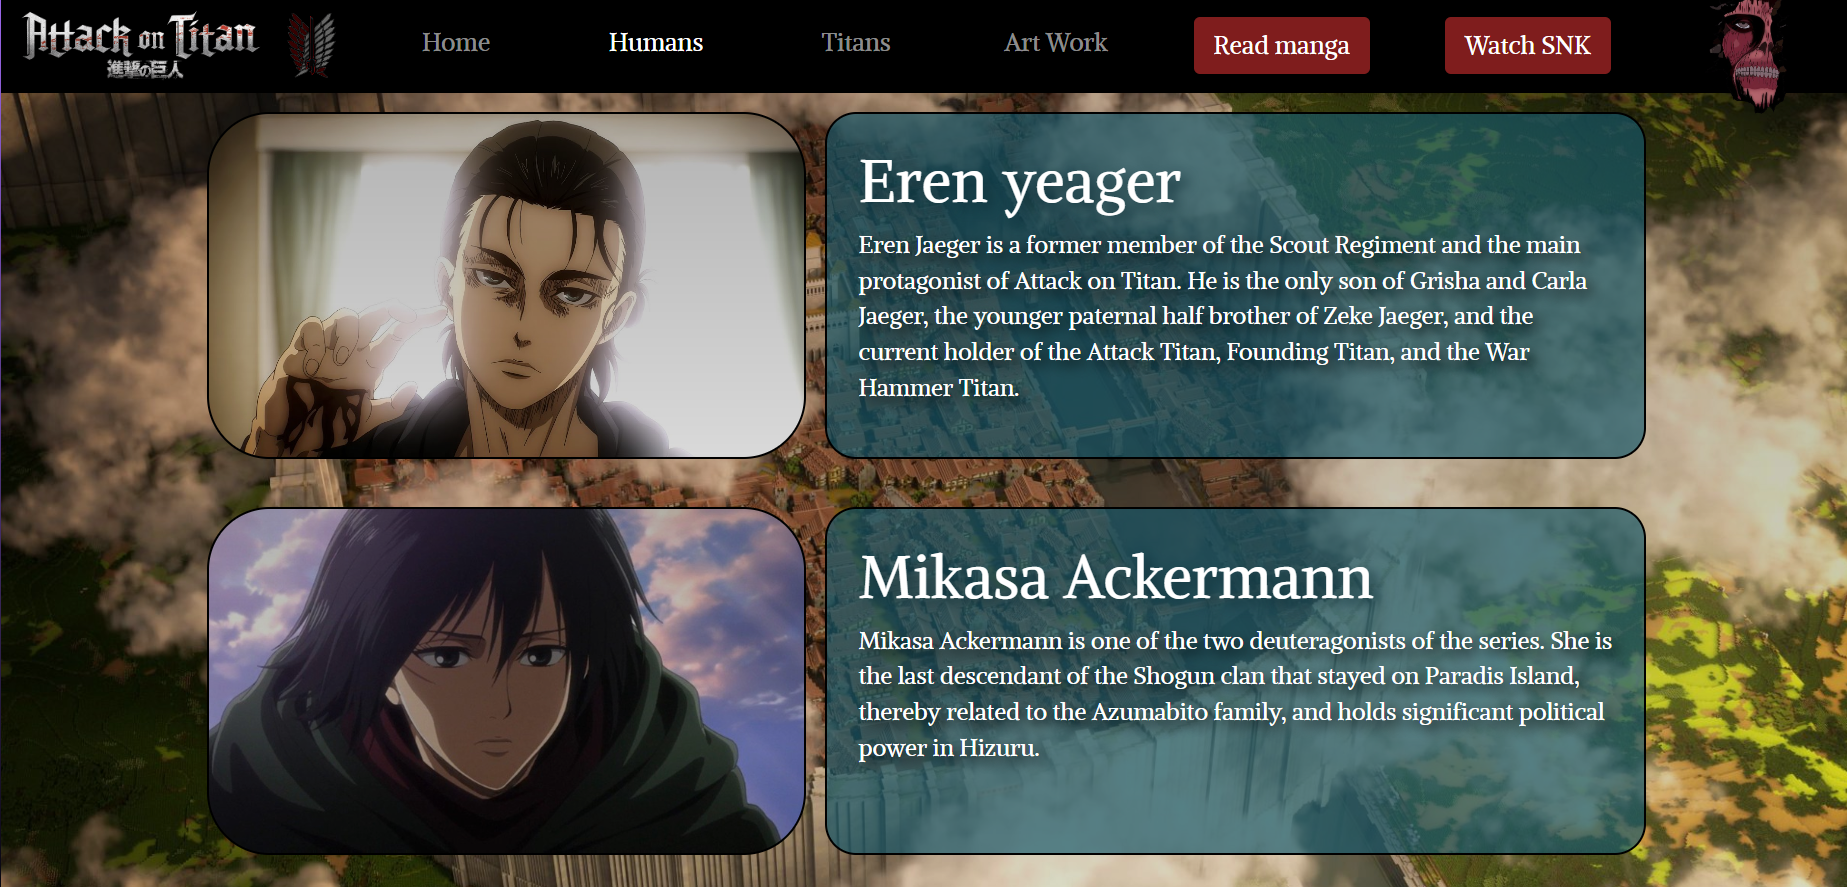 Attack on Titan
進撃の巨人
Home
Humans
Titans
Art Work
Read manga
Watch SNK
Eren yeager
Eren Jaeger is a former member of the Scout Regiment and the main
protagonist of Attack on Titan. He is the only son of Grisha and Carla
Jaeger, the younger paternal half brother of Zeke Jaeger, and the
current holder of the Attack Titan, Founding Titan, and the War
Hammer Titan.
Mikasa Ackermann
Mikasa Ackermann is one of the two deuteragonists of the series. She is
the last descendant of the Shogun clan that stayed on Paradis Island,
thereby related to the Azumabito family, and holds significant political
power in Hizuru.